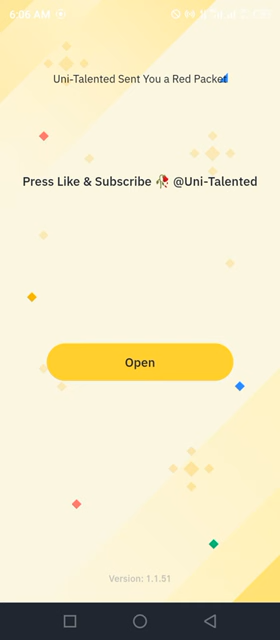 6:06 AM
Uni-Talented Sent You a Red Packet
Press Like & Subscribe 🥀 @Uni-Talented
Open
Version: 1.1.51